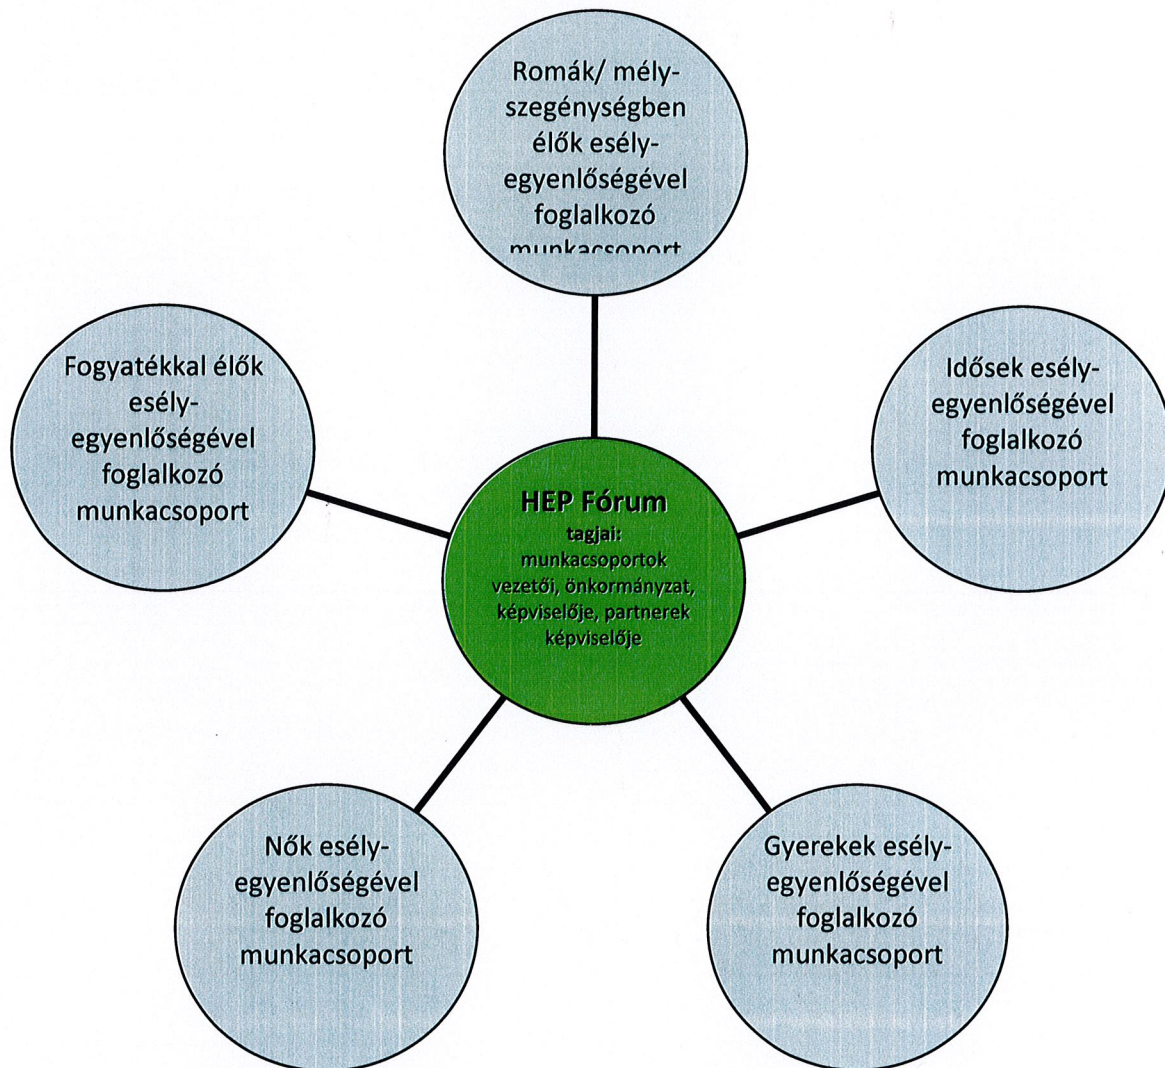 Romák/ mély-
szegénységben
élők esély-
egyenlőségével
foglalkozó
munkacsoport
Fogyatékkal élők
esély-
egyenlőségével
foglalkozó
munkacsoport
Idősek esély-
egyenlőségével
foglalkozó
munkacsoport
HEP Fórum
tagjai:
munkacsoportok
vezetői, önkormányzat,
képviselője, partnerek
képviselője
Nők esély-
egyenlőségével
foglalkozó
munkacsoport
Gyerekek esély-
egyenlőségével
foglalkozó
munkacsoport